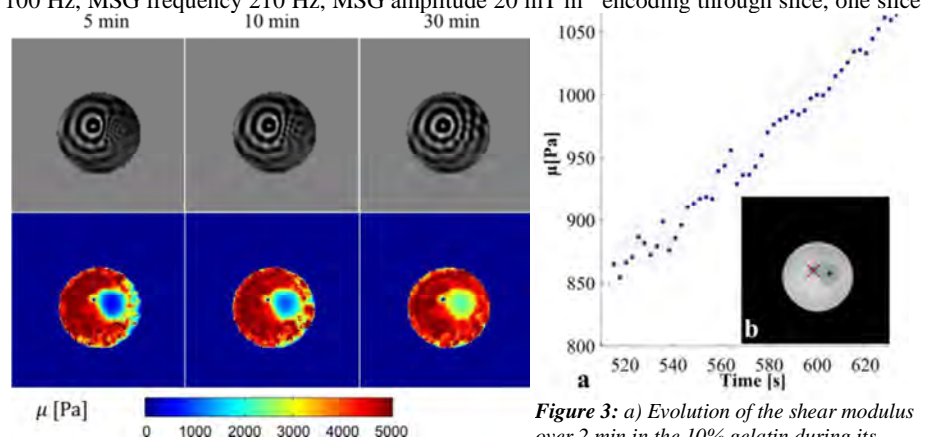 100 Hz, MSG frequency 210 Hz, MSG amplitude 20 mT m encoding through slice, one slice
5 min 10 min 30 min
μ [Pa]
0 1000 2000 3000 4000 5000
1050
1000
950
900
850
800
μ[Pa]
520 540 560 580 600 620
Time [s]
a
b
Figure 3: a) Evolution of the shear modulus
over 2 min in the 10% gelatin during its